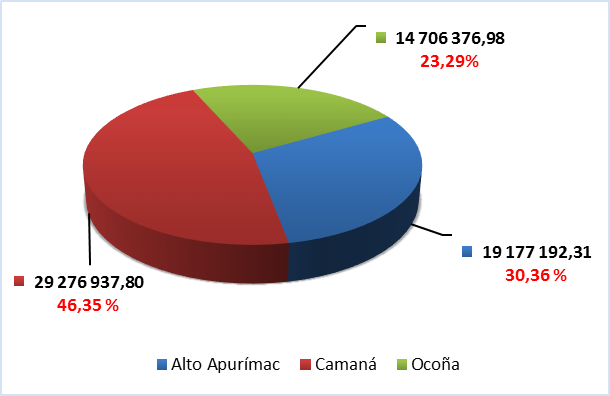 14 706 376,98
23,29%
19 177 192,31
30,36 %
29 276 937,80
46,35 %
Alto Apurímac Camaná Ocoña